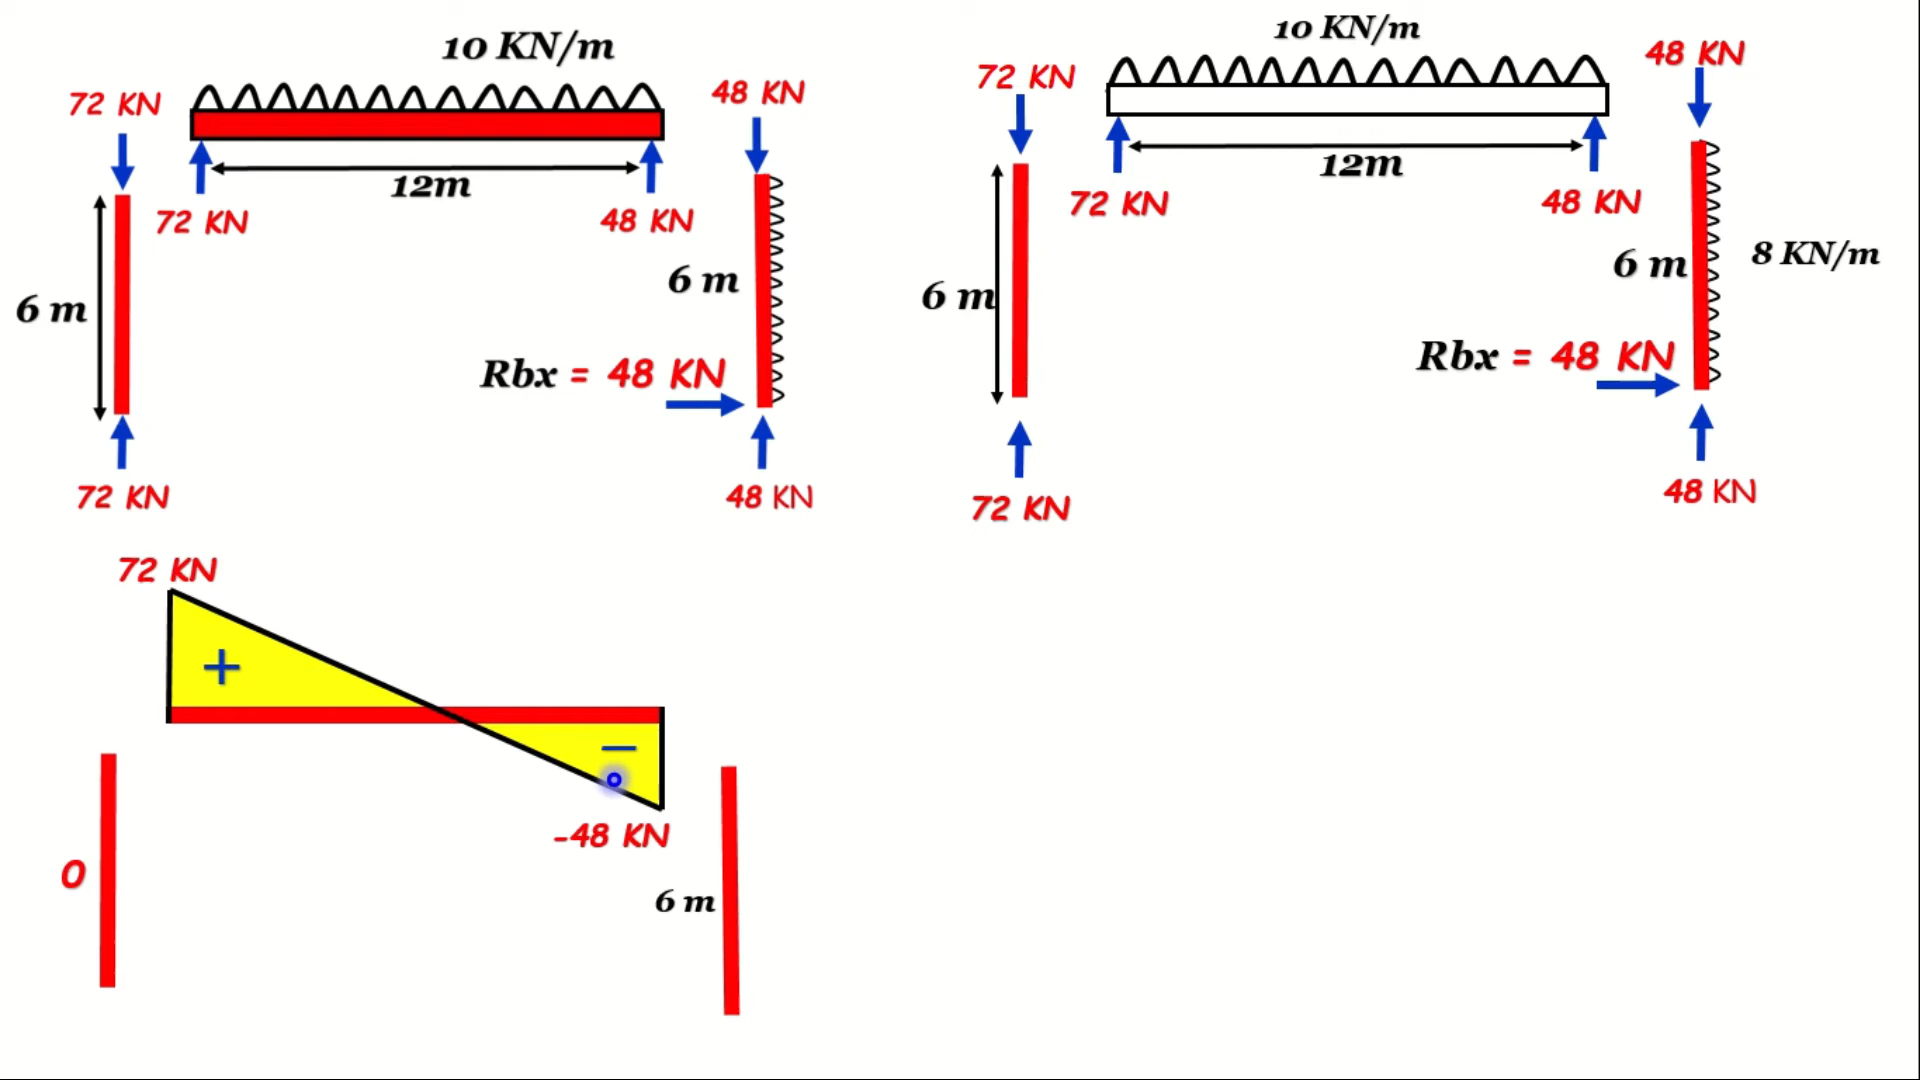 10 KN/m
72 KN
48 KN
12m
72 KN
48 KN
6 m
6 m
Rbx = 48 KN
72 KN
48 KN
10 KN/m
72 KN
48 KN
12m
72 KN
48 KN
6 m
6 m
8 KN/m
Rbx = 48 KN
72 KN
48 KN
72 KN
+
−
-48 KN
0
6 m